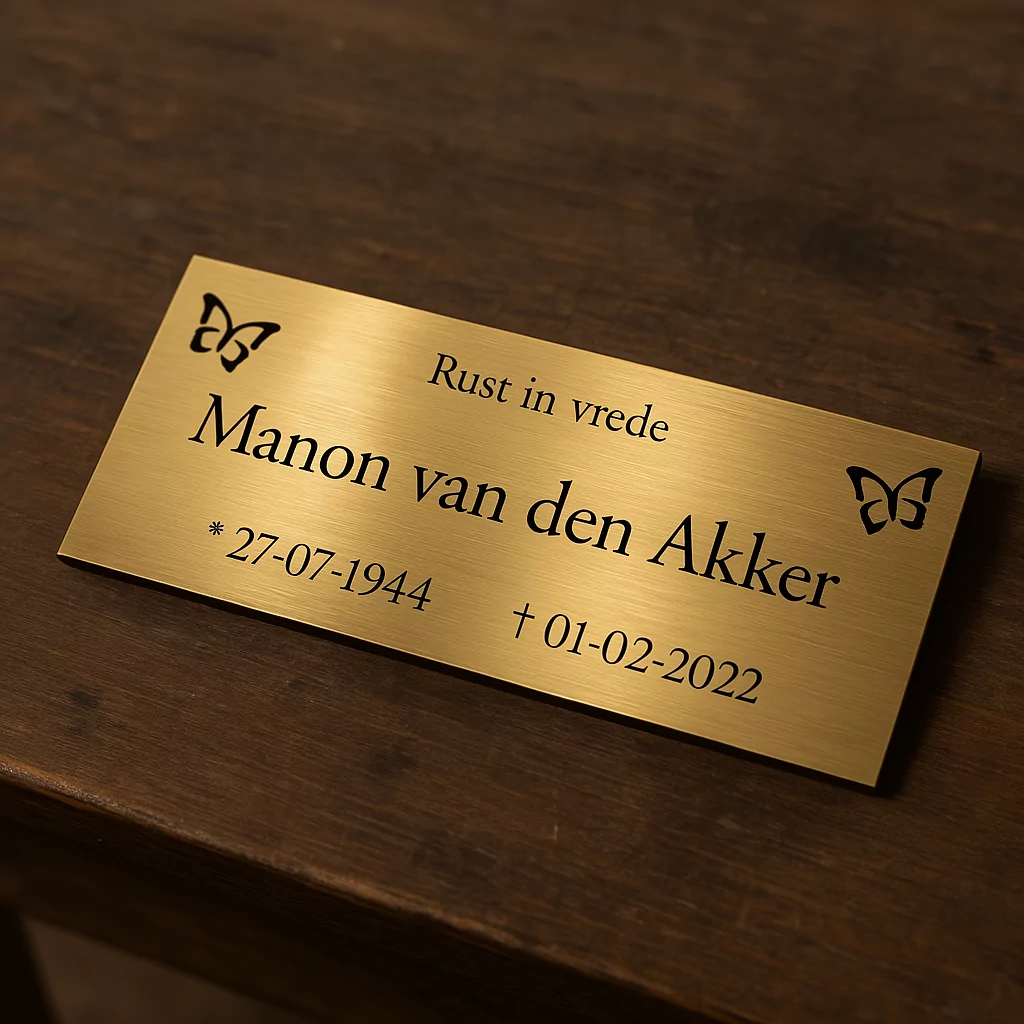 Rust in vrede
Manon van den Akker
* 27-07-1944 † 01-02-2022